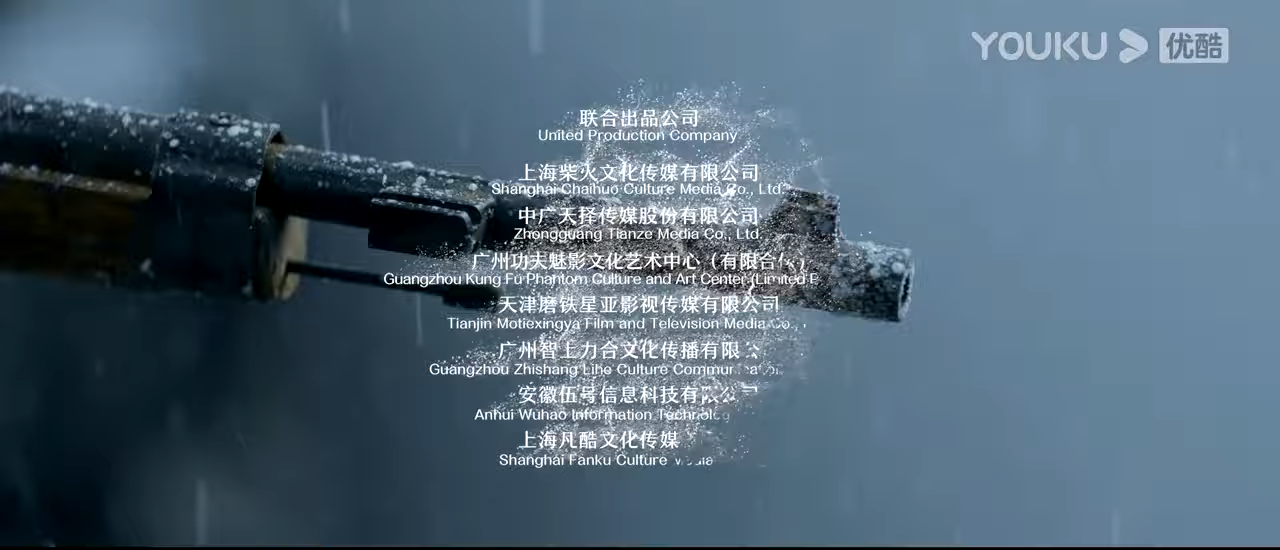 YOUKU 优酷
联合出品公司
United Production Company
上海柴火文化传媒有限公司
Shanghai Chaihuo Culture Media Co., Ltd.
中广天择传媒股份有限公司
Zhongguang Tianze Media Co., Ltd.
广州功夫魅影文化艺术中心（有限合
Guangzhou Kung Fu Phantom Culture and Art Center (Limited
天津磨铁星亚影视传媒有限公司
Tianjin Motiexingya Film and Television Media Co.,
广州智上力合文化传播有限
Guangzhou Zhishang Lihe Culture
安徽伍号信息科技有限公司
Anhui Wuhao Information
上海凡酷文化传媒
Shanghai Fanku Culture